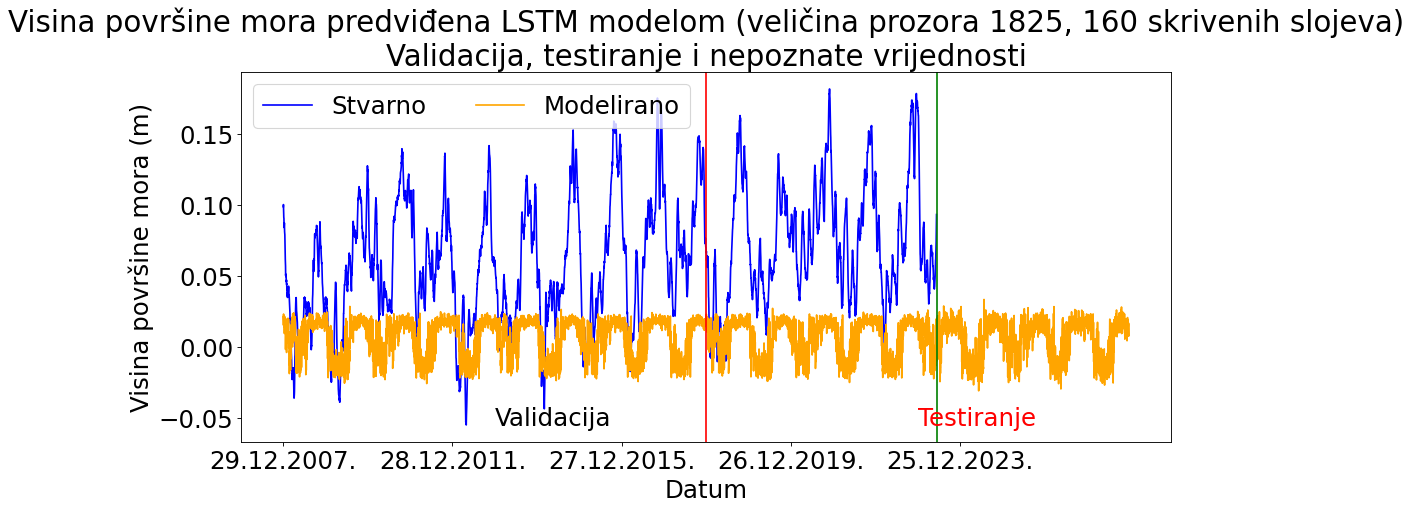 Visina površine mora predviđena LSTM modelom (veličina prozora 1825, 160 skrivenih slojeva)
Validacija, testiranje i nepoznate vrijednosti
Stvarno Modelirano
Visina površine mora (m)
0.15
0.10
0.05
0.00
−0.05
Validacija Testiranje
29.12.2007. 28.12.2011. 27.12.2015. 26.12.2019. 25.12.2023.
Datum